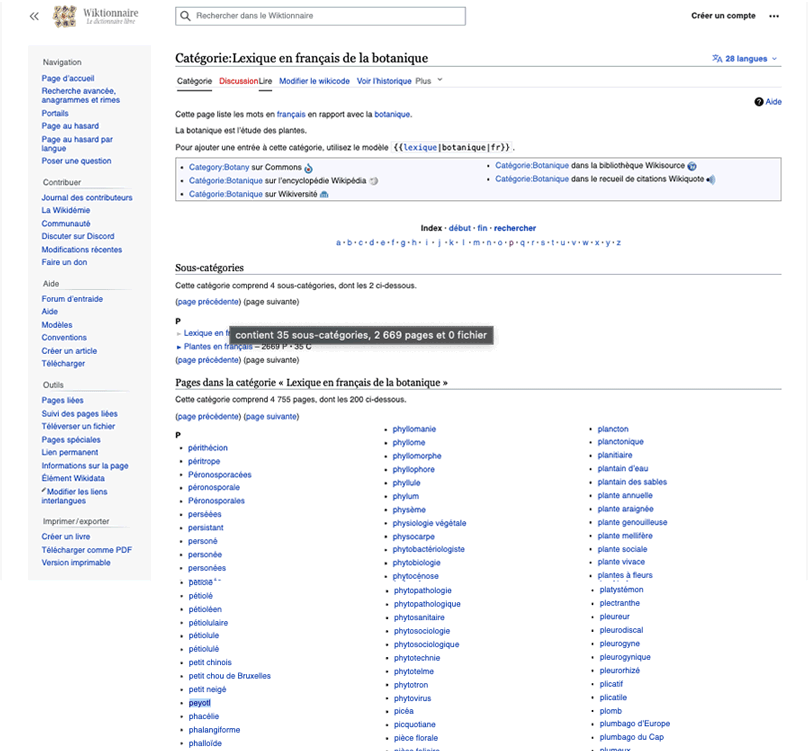 Wiktionnaire
Le dictionnaire libre
Rechercher dans le Wiktionnaire
Créer un compte
Navigation
Page d'accueil
Recherche avancée,
anagrammes et rimes
Portails
Page au hasard
Page au hasard par
langue
Poser une question
Contribuer
Journal des contributeurs
La Wikidémie
Communauté
Discuter sur Discord
Modifications récentes
Faire un don
Aide
Forum d'entraide
Aide
Modèles
Conventions
Créer un article
Télécharger
Outils
Pages liées
Suivi des pages liées
Téléverser un fichier
Pages spéciales
Lien permanent
Informations sur la page
Élément Wikidata
Modifier les liens
interlangues
Imprimer/exporter
Créer un livre
Télécharger comme PDF
Version imprimable
Catégorie:Lexique en français de la botanique
28 langues
Catégorie Discussion Lire Modifier le wikicode Voir l'historique Plus
Aide
Cette page liste les mots en français en rapport avec la botanique.
La botanique est l'étude des plantes.
Pour ajouter une entrée à cette catégorie, utilisez le modèle {{lexique|botanique|fr}} .
• Category:Botany sur Commons
• Catégorie:Botanique sur l'encyclopédie Wikipédia
• Catégorie:Botanique sur Wikiversité
• Catégorie:Botanique dans la bibliothèque Wikisource
• Catégorie:Botanique dans le recueil de citations Wikiquote
Index · début · fin · rechercher
a · b · c · d · e · f · g · h · i · j · k · l · m · n · o · p · q · r · s · t · u · v · w · x · y · z
Sous-catégories
Cette catégorie comprend 4 sous-catégories, dont les 2 ci-dessous.
(page précédente) (page suivante)
P
► Lexique en
contient 35 sous-catégories, 2 669 pages et 0 fichier
► Plantes en français – 2669 P • 35 C
(page précédente) (page suivante)
Pages dans la catégorie « Lexique en français de la botanique »
Cette catégorie comprend 4 755 pages, dont les 200 ci-dessous.
(page précédente) (page suivante)
P
• périthécion
• péritrope
• Péronosporacées
• péronosporale
• Péronosporales
• perséées
• persistant
• personé
• personée
• personées
• pétiole
• pétiolé
• pétioléen
• pétiolulaire
• pétiolule
• pétiolulé
• petit chinois
• petit chou de Bruxelles
• petit neigé
• peyotl
• phacélie
• phalangiforme
• phalloïde
• phyllomanie
• phyllome
• phyllomorphe
• phyllophore
• phyllule
• phylum
• physème
• physiologie végétale
• physocarpe
• phytobactériologiste
• phytobiologie
• phytocénose
• phytopathologie
• phytopathologique
• phytosanitaire
• phytosociologie
• phytosociologique
• phytotechnie
• phytotelme
• phytotron
• phytovirus
• picéa
• picquotiane
• pièce florale
• pièce foliaire
• plancton
• planctonique
• planitiaire
• plantain d'eau
• plantain des sables
• plante annuelle
• plante araignée
• plante genouilleuse
• plante mellifère
• plante sociale
• plante vivace
• plantes à fleurs
• platystémon
• plectranthe
• pleureur
• pleurodiscal
• pleurogyne
• pleurogynique
• pleurorhizé
• plicatif
• plicatile
• plomb
• plumbago d'Europe
• plumbago du Cap
• plumeux